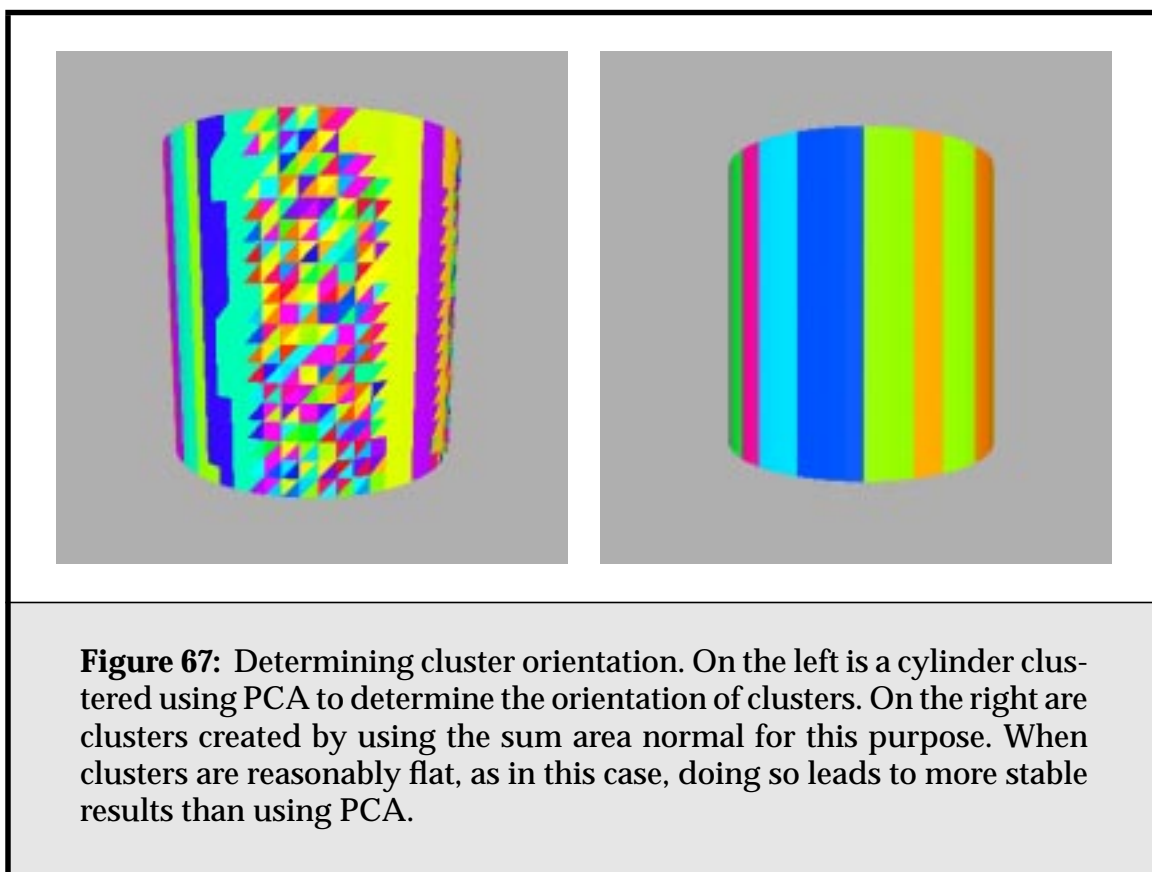 Figure 67: Determining cluster orientation. On the left is a cylinder clus-
tered using PCA to determine the orientation of clusters. On the right are
clusters created by using the sum area normal for this purpose. When
clusters are reasonably flat, as in this case, doing so leads to more stable
results than using PCA.